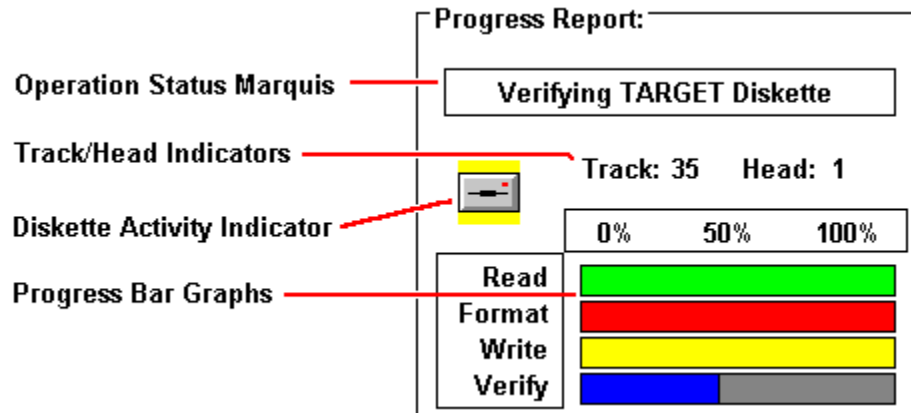 Progress Report:
Operation Status Marquis
Verifying TARGET Diskette
Track/Head Indicators
Track: 35 Head: 1
Diskette Activity Indicator
0% 50% 100%
Read
Progress Bar Graphs
Format
Write
Verify